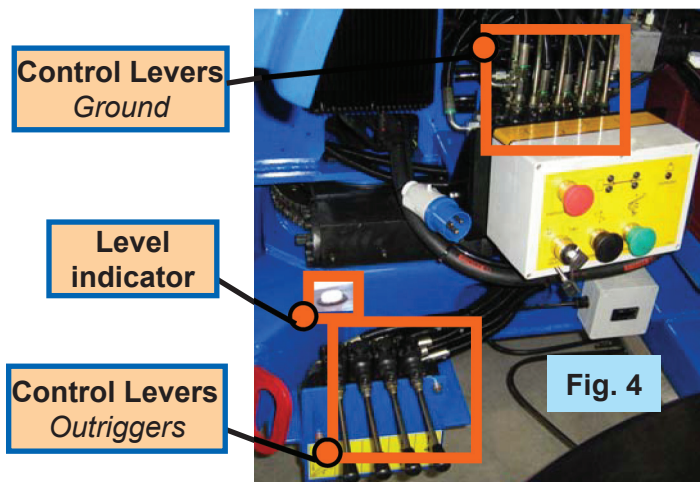 Control Levers
Ground
Level
indicator
Control Levers
Outriggers
Fig. 4